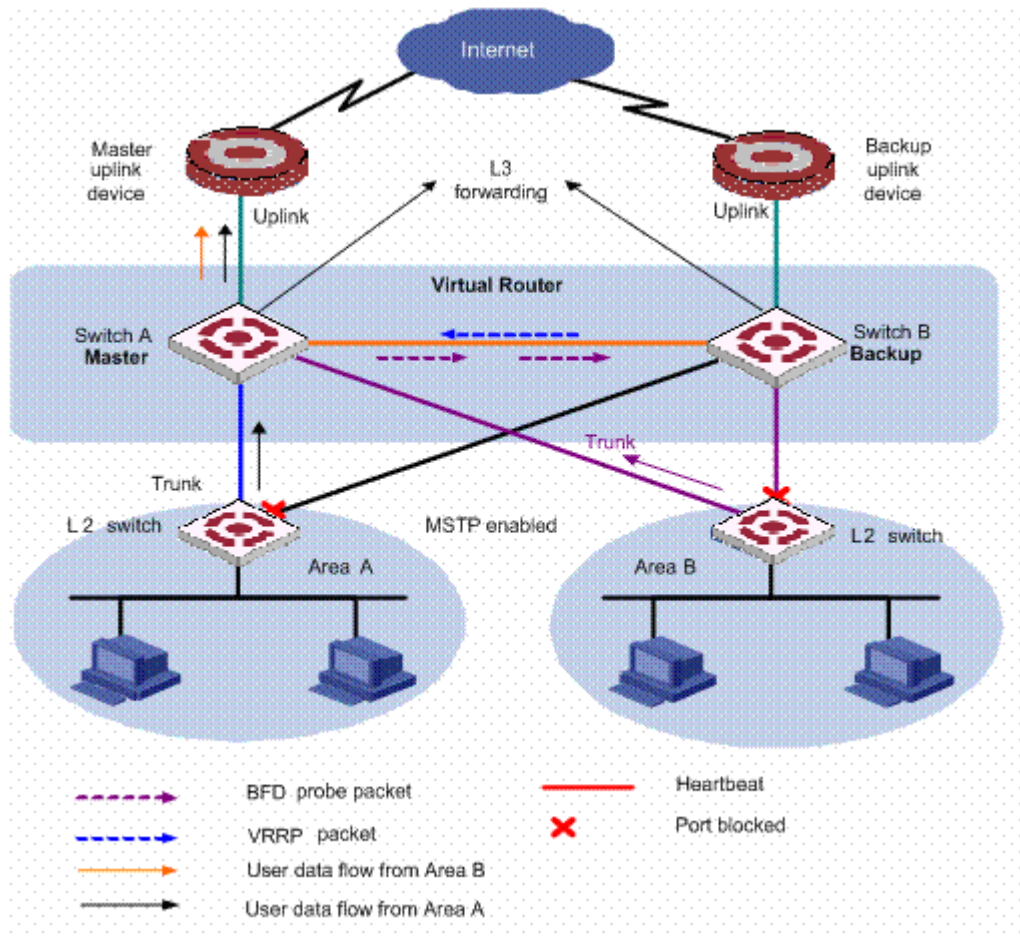 Internet
Master
uplink
device
Backup
uplink
device
L3
forwarding
Uplink
Uplink
Virtual Router
Switch A
Master
Switch B
Backup
Trunk
Trunk
L 2 switch
MSTP enabled
L 2 switch
Area A
Area B
BFD probe packet
Heartbeat
VRRP packet
Port blocked
User data flow from Area B
User data flow from Area A